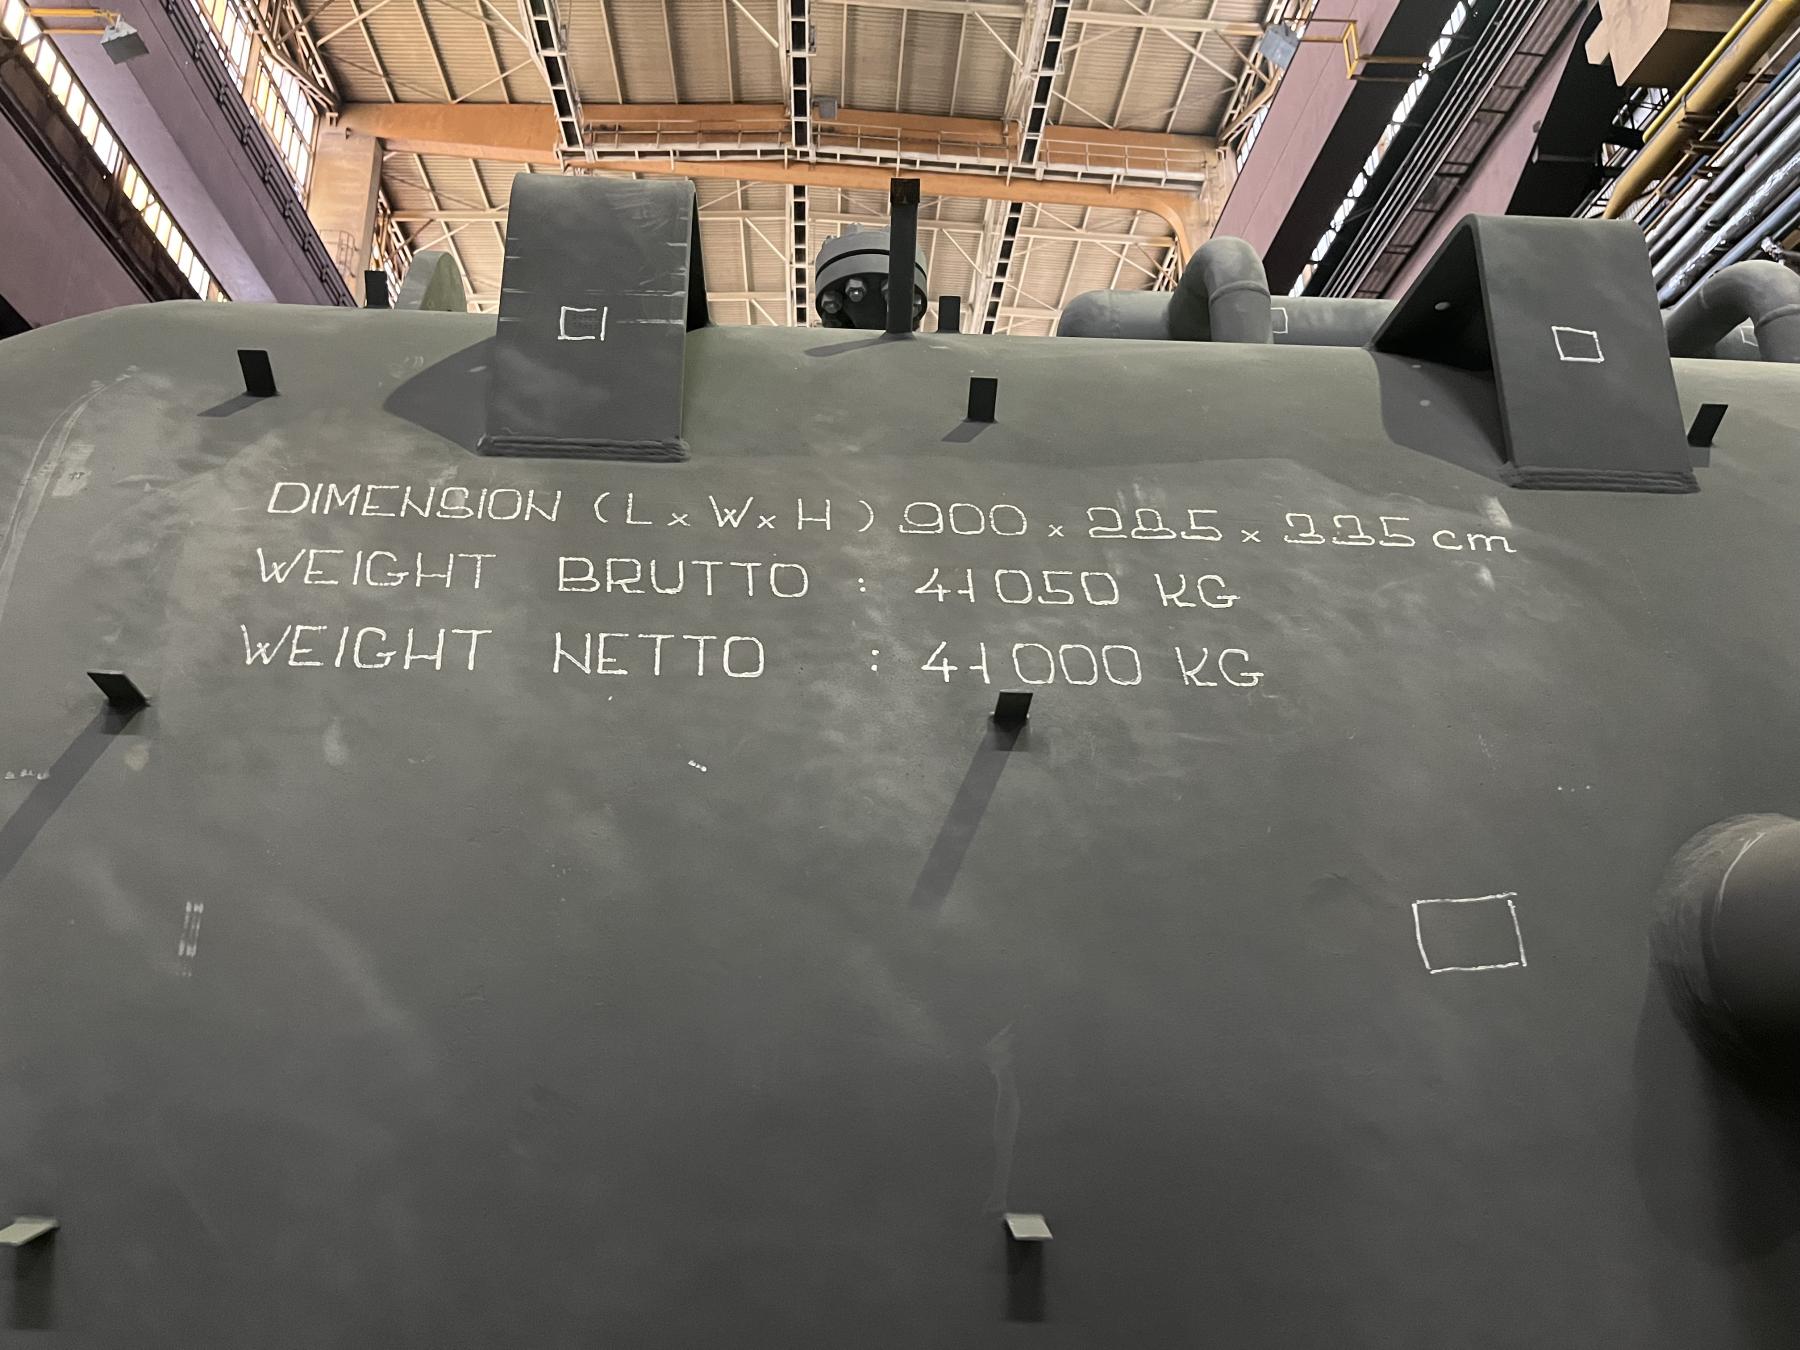 DIMENSION (L x W x H) 900 x 285 x 335 cm
WEIGHT BRUTTO : 41050 KG
WEIGHT NETTO : 41000 KG